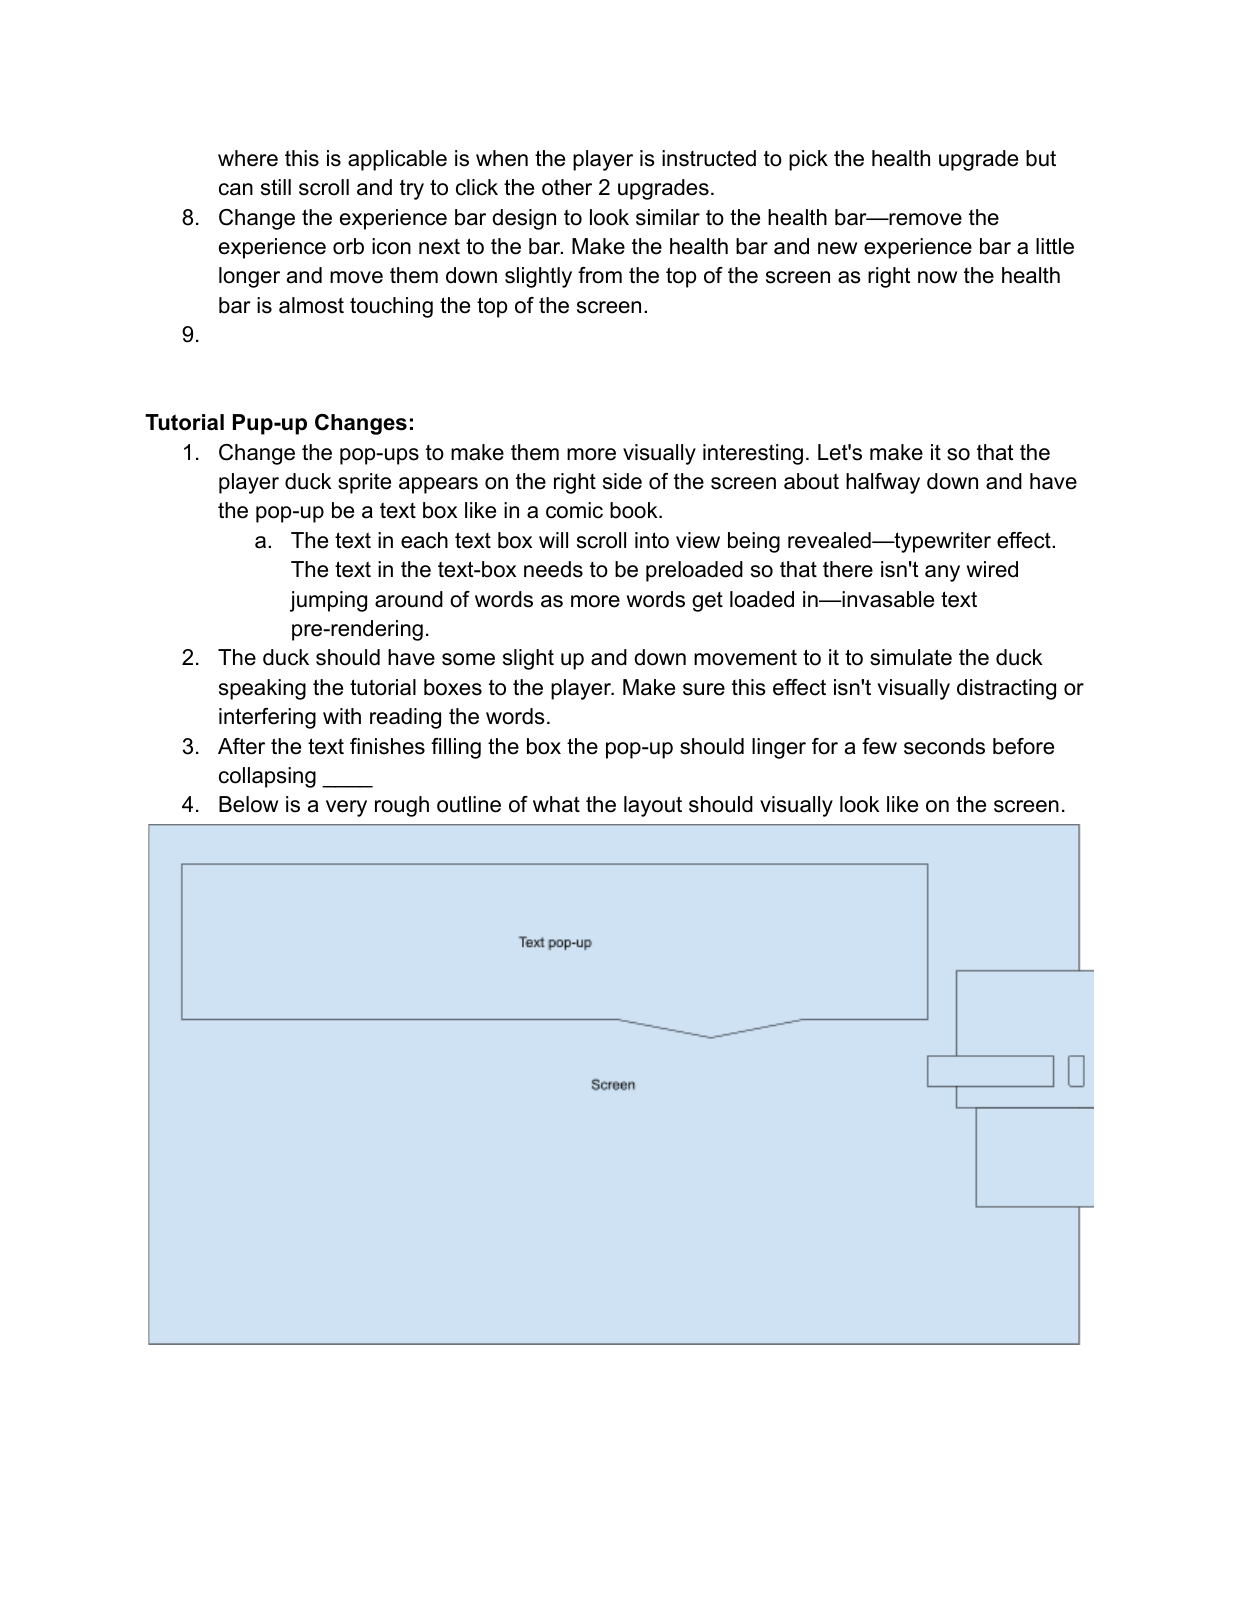 where this is applicable is when the player is instructed to pick the health upgrade but
can still scroll and try to click the other 2 upgrades.
8. Change the experience bar design to look similar to the health bar—remove the
experience orb icon next to the bar. Make the health bar and new experience bar a little
longer and move them down slightly from the top of the screen as right now the health
bar is almost touching the top of the screen.
9.
Tutorial Pup-up Changes:
1. Change the pop-ups to make them more visually interesting. Let's make it so that the
player duck sprite appears on the right side of the screen about halfway down and have
the pop-up be a text box like in a comic book.
a. The text in each text box will scroll into view being revealed—typewriter effect.
The text in the text-box needs to be preloaded so that there isn't any wired
jumping around of words as more words get loaded in—invasable text
pre-rendering.
2. The duck should have some slight up and down movement to it to simulate the duck
speaking the tutorial boxes to the player. Make sure this effect isn't visually distracting or
interfering with reading the words.
3. After the text finishes filling the box the pop-up should linger for a few seconds before
collapsing ____
4. Below is a very rough outline of what the layout should visually look like on the screen.
Text pop-up
Screen